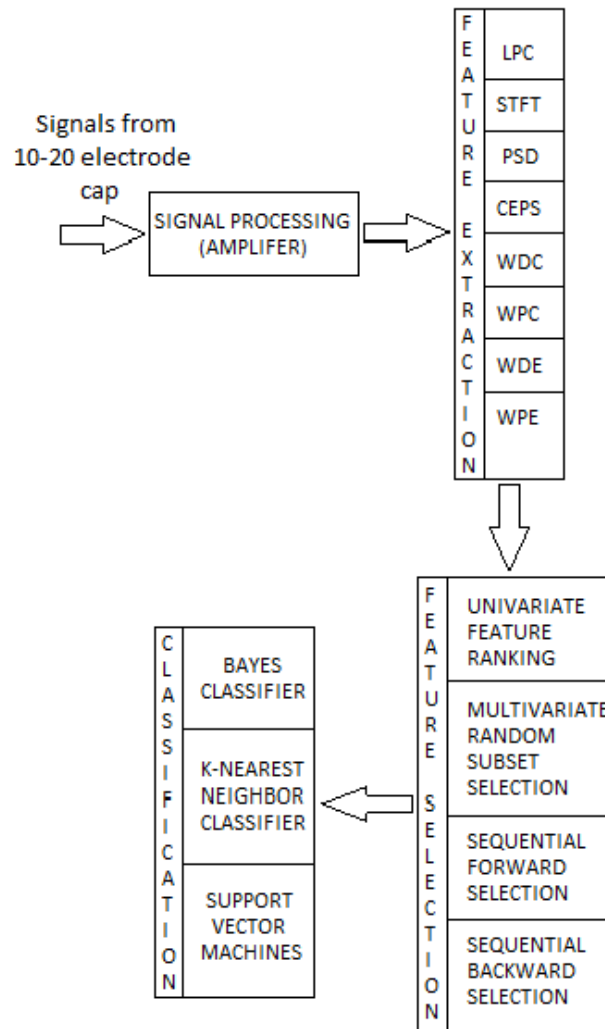 Signals from
10-20 electrode
cap
SIGNAL PROCESSING
(AMPLIFER)
FEATURE EXTRACTION
LPC
STFT
PSD
CEPS
WDC
WPC
WDE
WPE
FEATURE SELECTION
UNIVARIATE
FEATURE
RANKING
MULTIVARIATE
RANDOM
SUBSET
SELECTION
SEQUENTIAL
FORWARD
SELECTION
SEQUENTIAL
BACKWARD
SELECTION
CLASSIFICATION
BAYES
CLASSIFIER
K-NEAREST
NEIGHBOR
CLASSIFIER
SUPPORT
VECTOR
MACHINES